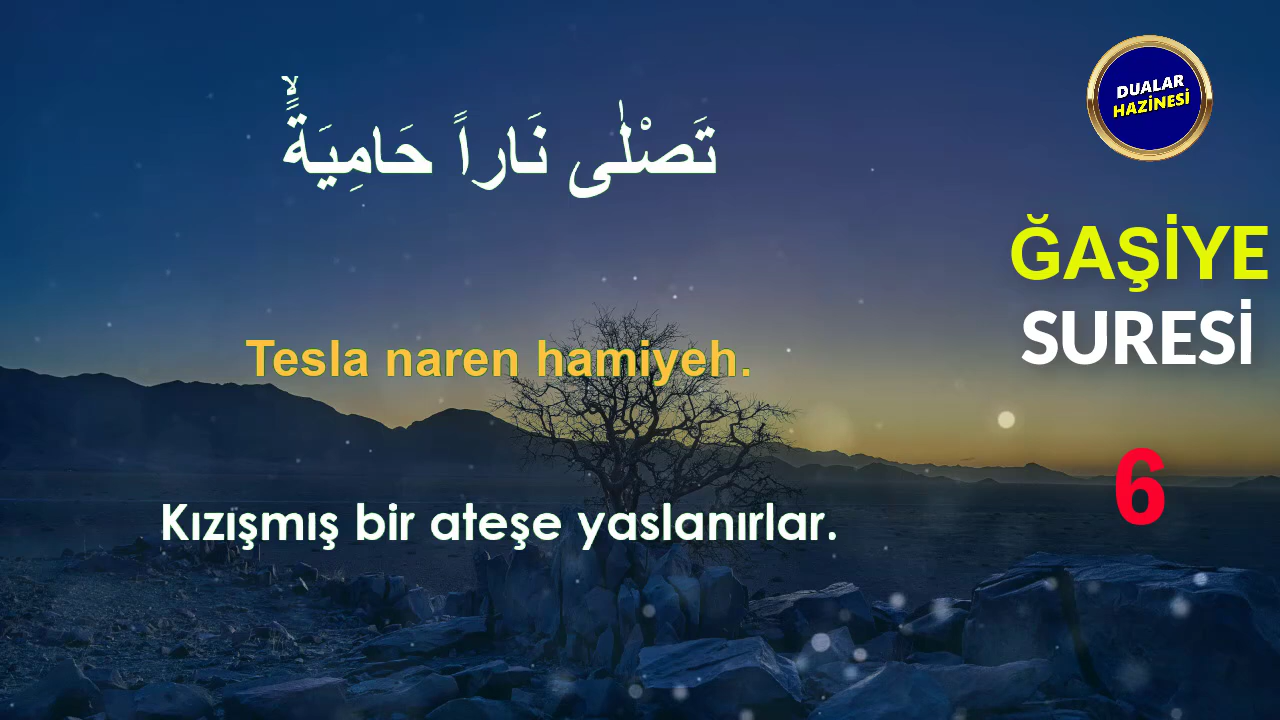 تَصْلٰى نَاراً حَامِيَةًۙ
Tesla naren hamiyeh.
Kızışmış bir ateşe yaslanırlar.
DUALAR
HAZİNESİ
ĞAŞİYE
SURESİ
6